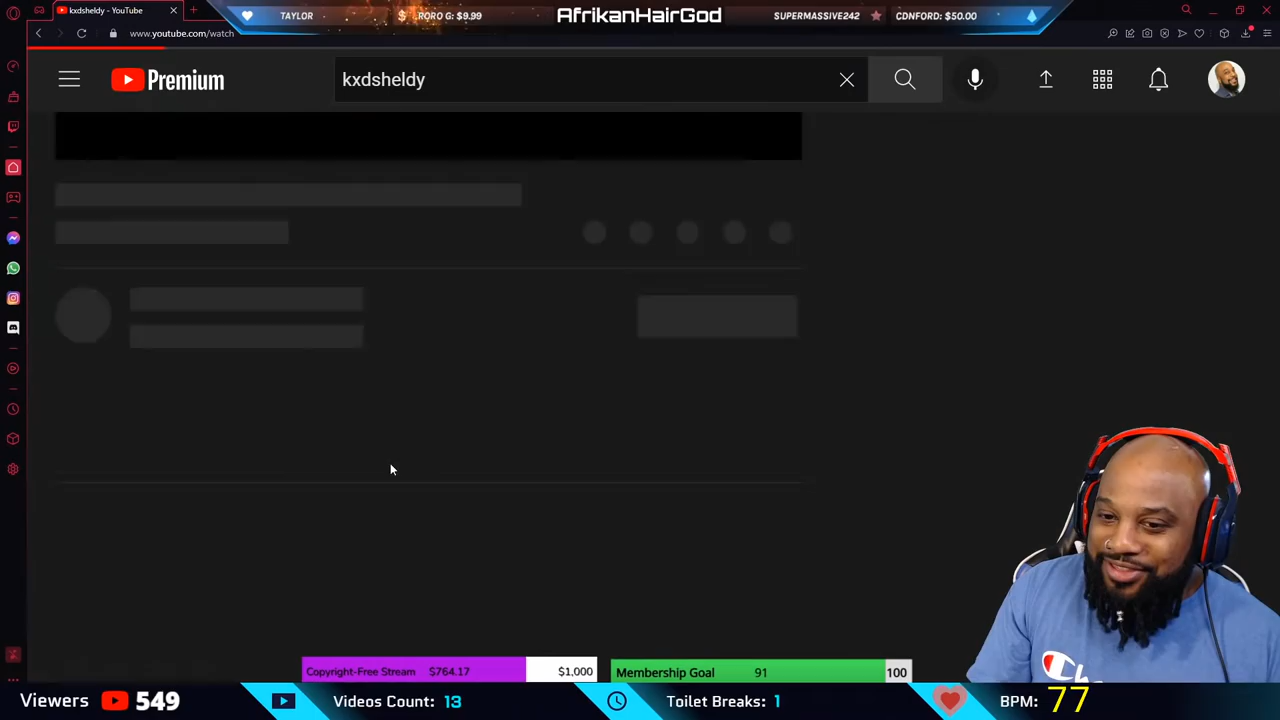 TAYLOR
RORO G: $9.99
AfrikanHairGod
SUPERMASSIVE242
CDNFORD: $50.00
kxdsheldy - YouTube
www.youtube.com/watch
Premium
kxdsheldy
Copyright-Free Stream $764.17 $1,000
Membership Goal 91 100
Viewers 549
Videos Count: 13
Toilet Breaks: 1
BPM: 77